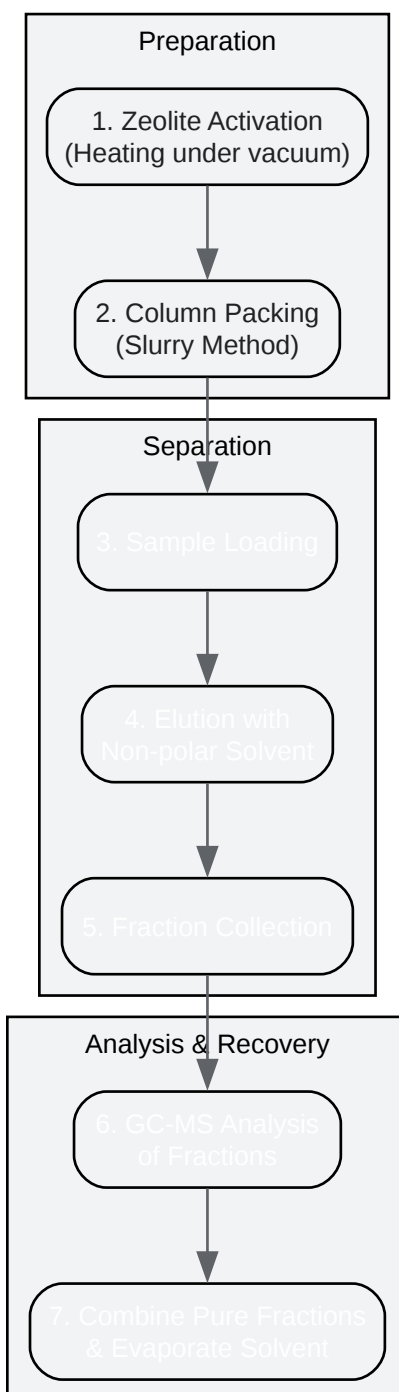 Preparation
1. Zeolite Activation
(Heating under vacuum)
2. Column Packing
(Slurry Method)
Separation
3. Sample Loading
4. Elution with
Non-polar Solvent
5. Fraction Collection
Analysis & Recovery
6. GC-MS Analysis
of Fractions
7. Combine Pure Fractions
& Evaporate Solvent